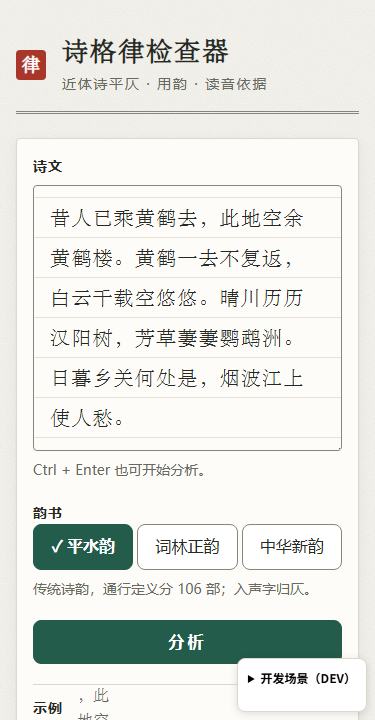 律
诗格律检查器
近体诗平仄 · 用韵 · 读音依据
诗文
昔人已乘黄鹤去，此地空余
黄鹤楼。黄鹤一去不复返，
白云千载空悠悠。晴川历历
汉阳树，芳草萋萋鹦鹉洲。
日暮乡关何处是，烟波江上
使人愁。
Ctrl + Enter 也可开始分析。
韵书
✓ 平水韵 词林正韵 中华新韵
传统诗韵，通行定义分 106 部；入声字归仄。
分析
▶ 开发场景（DEV）
示例
，此
地空